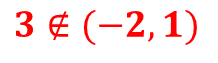 3 ∉ (−2, 1)